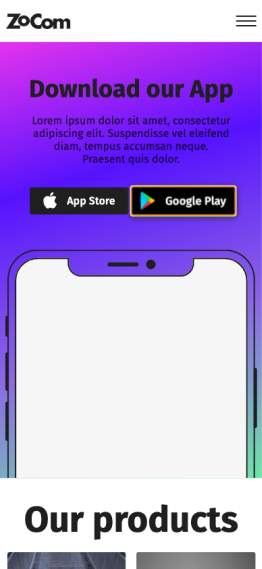 ZoCom
Download our App
Lorem ipsum dolor sit amet, consectetur
adipiscing elit. Suspendisse vel eleifend
diam, tempus accumsan neque.
Praesent quis dolor.
App Store
Google Play
Our products